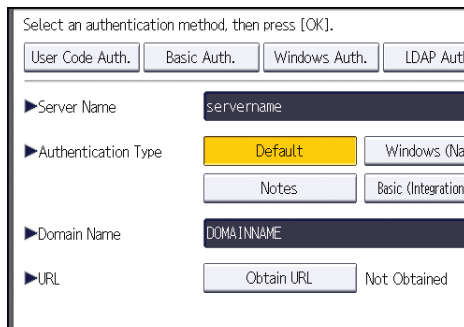 Select an authentication method, then press [OK].
User Code Auth. Basic Auth. Windows Auth. LDAP Aut
▶Server Name servername
▶Authentication Type Default Windows (Na
Notes Basic (Integration
▶Domain Name DOMAINNAME
▶URL Obtain URL Not Obtained